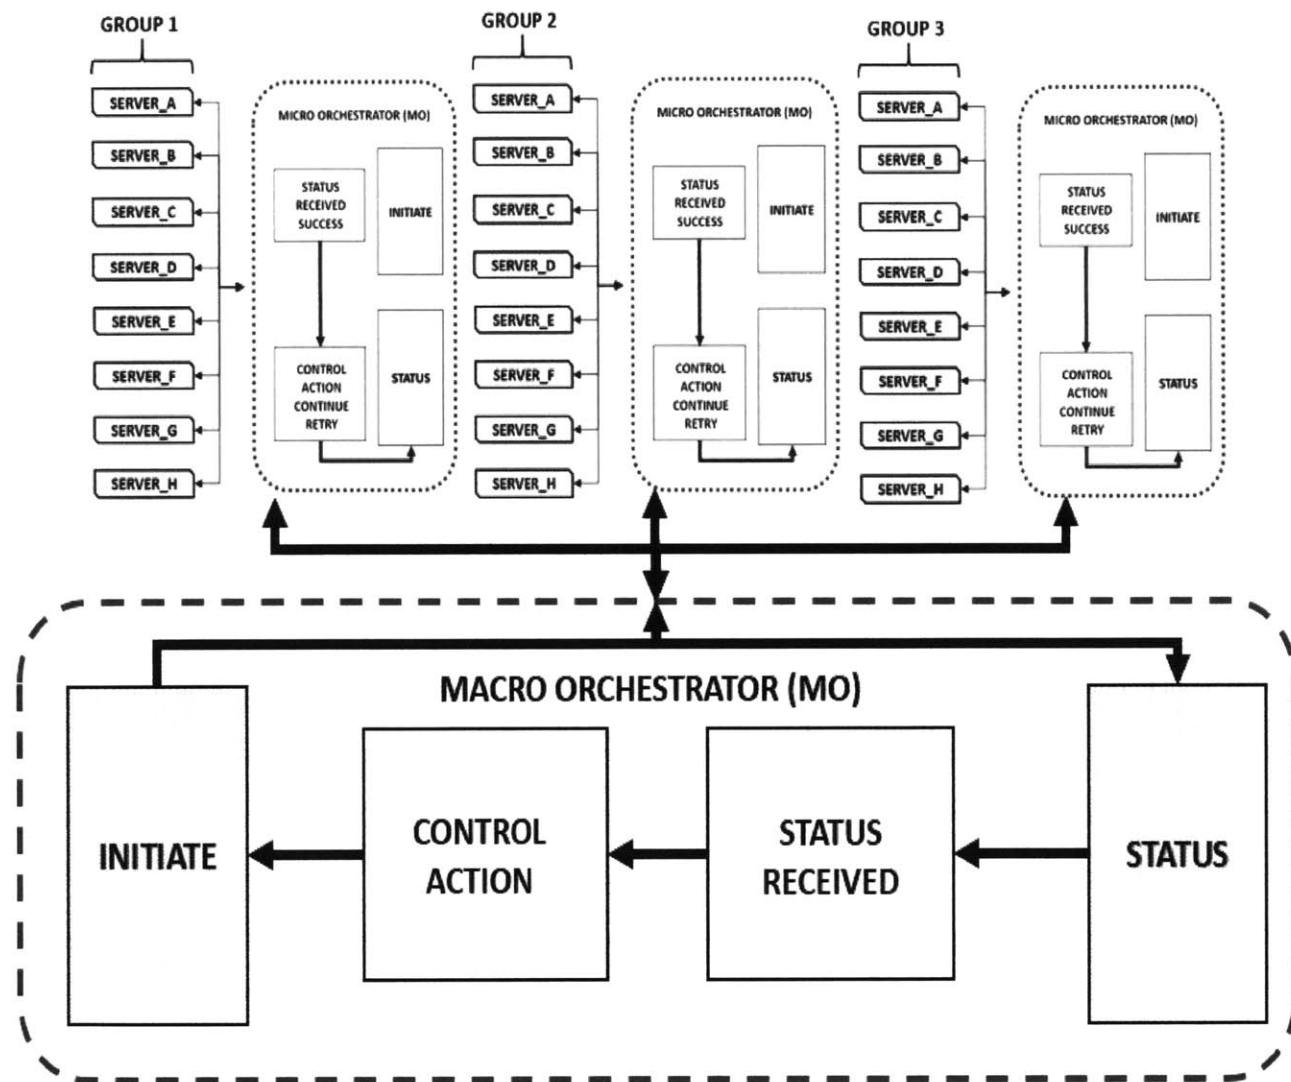 GROUP 1
SERVER_A
SERVER_B
SERVER_C
SERVER_D
SERVER_E
SERVER_F
SERVER_G
SERVER_H
MICRO ORCHESTRATOR (MO)
STATUS
RECEIVED
SUCCESS
INITIATE
CONTROL
ACTION
CONTINUE
RETRY
STATUS
GROUP 2
SERVER_A
SERVER_B
SERVER_C
SERVER_D
SERVER_E
SERVER_F
SERVER_G
SERVER_H
MICRO ORCHESTRATOR (MO)
STATUS
RECEIVED
SUCCESS
INITIATE
CONTROL
ACTION
CONTINUE
RETRY
STATUS
GROUP 3
SERVER_A
SERVER_B
SERVER_C
SERVER_D
SERVER_E
SERVER_F
SERVER_G
SERVER_H
MICRO ORCHESTRATOR (MO)
STATUS
RECEIVED
SUCCESS
INITIATE
CONTROL
ACTION
CONTINUE
RETRY
STATUS
MACRO ORCHESTRATOR (MO)
INITIATE
CONTROL
ACTION
STATUS
RECEIVED
STATUS